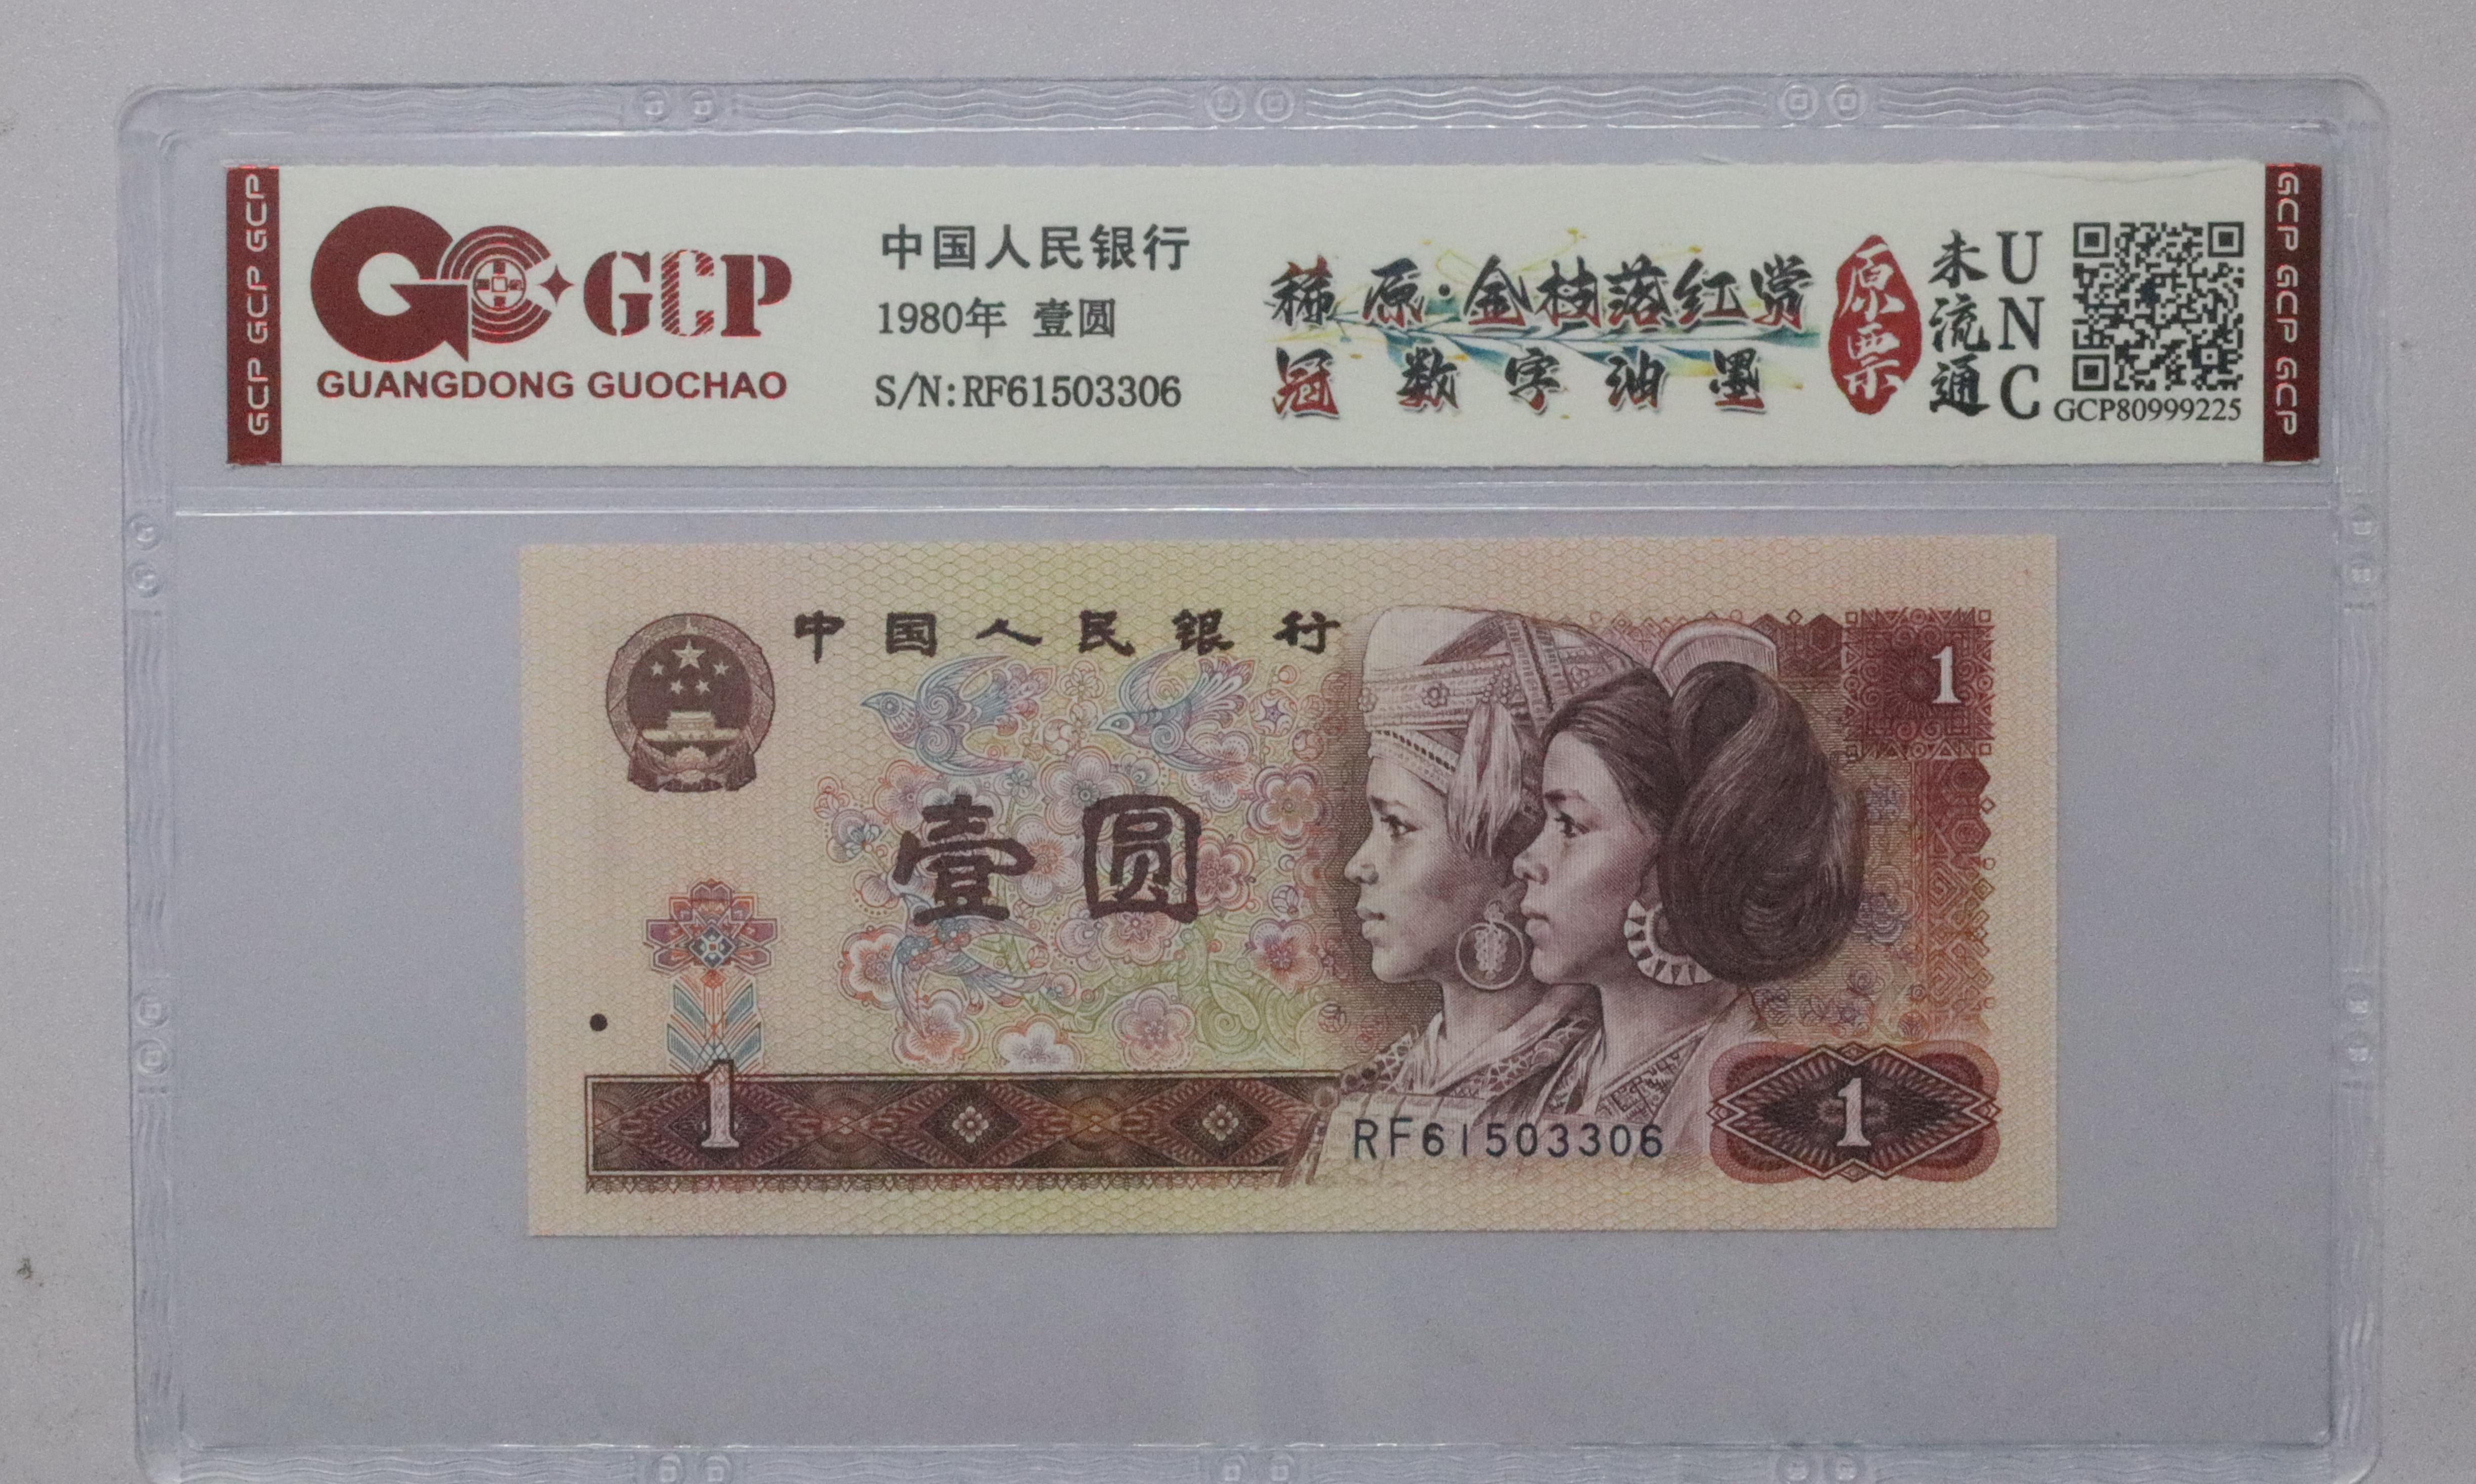 GCP GCP GCP
GCP
GUANGDONG GUOCHAO
中国人民银行
1980年 壹圆
S/N:RF61503306
稀原·金枝落红赏
冠数字油墨
原票
未流通
UNC
GCP80999225
GCP GCP GCP
中国人民银行
1
壹圆
1
RF61503306
1